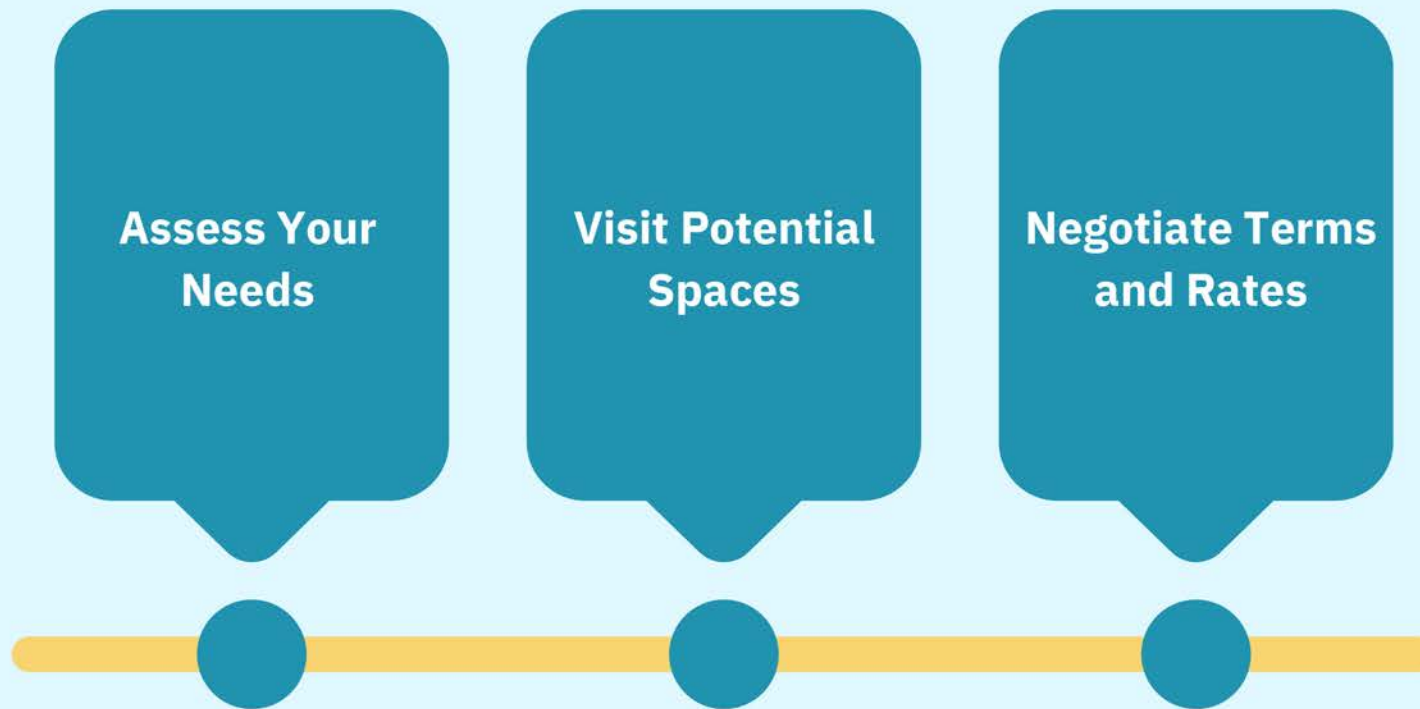 Assess Your
Needs
Visit Potential
Spaces
Negotiate Terms
and Rates